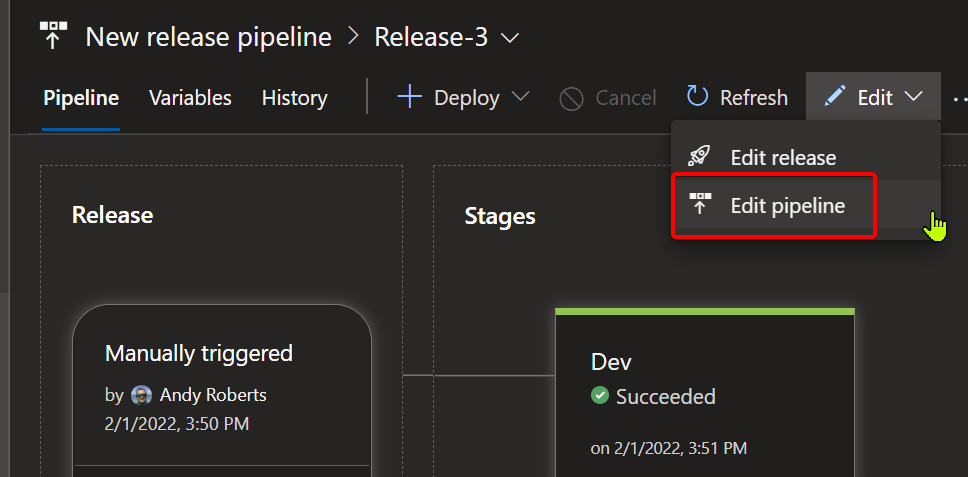 New release pipeline > Release-3
Pipeline Variables History + Deploy Cancel Refresh Edit ...
Edit release
Edit pipeline
Release
Stages
Manually triggered
by Andy Roberts
2/1/2022, 3:50 PM
Dev
Succeeded
on 2/1/2022, 3:51 PM